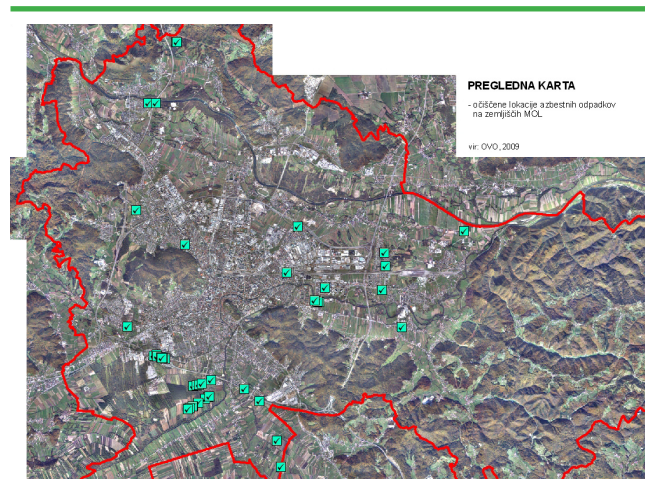 PREGLEDNA KARTA
- očiščene lokacije azbestnih odpadkov
na zemljiščih MOL
vir: OVO, 2009